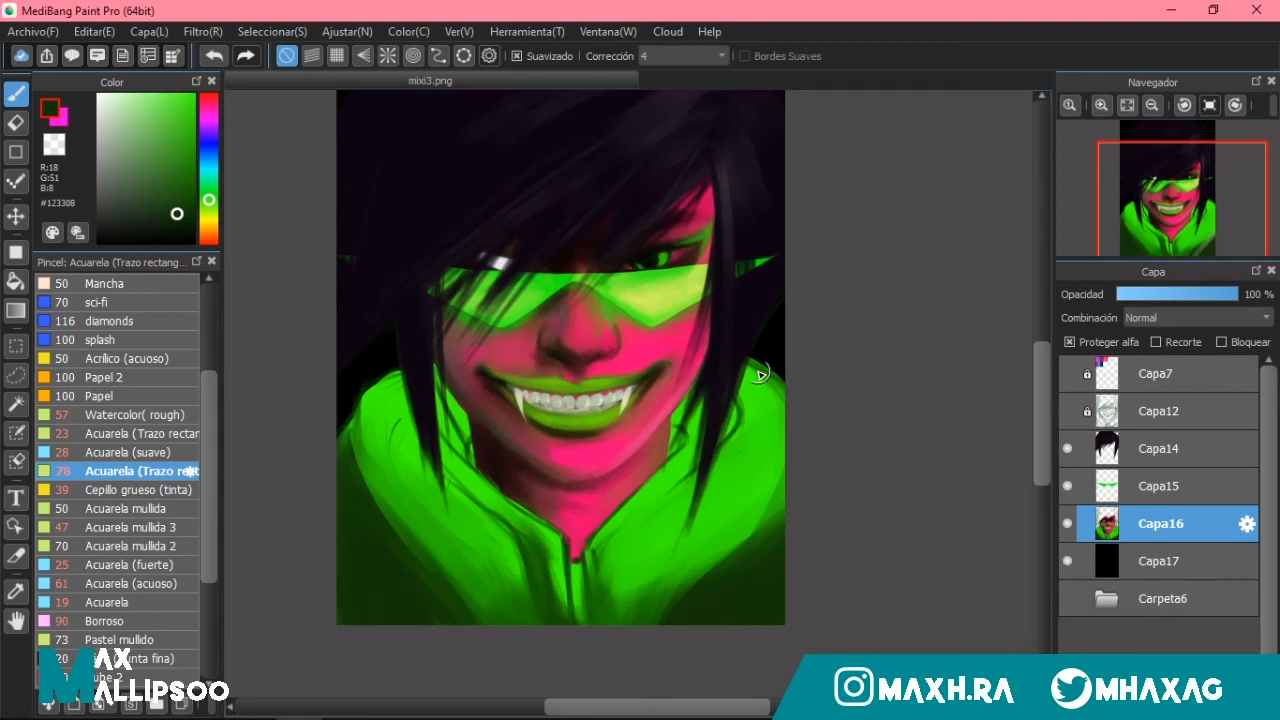 MediBang Paint Pro (64bit)
Archivo(F) Editar(E) Capa(L) Filtro(R) Seleccionar(S) Ajustar(N) Color(C) Ver(V) Herramienta(T) Ventana(W) Cloud Help
Suavizado Corrección 4 Bordes Suaves
Color
mixi3.png
Navegador
R:18
G:51
B:8
#123308
Pincel: Acuarela (Trazo rectang...
50 Mancha
70 sci-fi
116 diamonds
100 splash
50 Acrílico (acuoso)
100 Papel 2
100 Papel
57 Watercolor( rough)
23 Acuarela (Trazo rectan
28 Acuarela (suave)
78 Acuarela (Trazo rect
39 Cepillo grueso (tinta)
50 Acuarela mullida
47 Acuarela mullida 3
70 Acuarela mullida 2
25 Acuarela (fuerte)
61 Acuarela (acuoso)
19 Acuarela
90 Borroso
73 Pastel mullido
Capa
Opacidad 100 %
Combinación Normal
Proteger alfa Recorte Bloquear
Capa7
Capa12
Capa14
Capa15
Capa16
Capa17
Carpeta6
MAX
MALLIPSOO
MAXH.RA MHAXAG